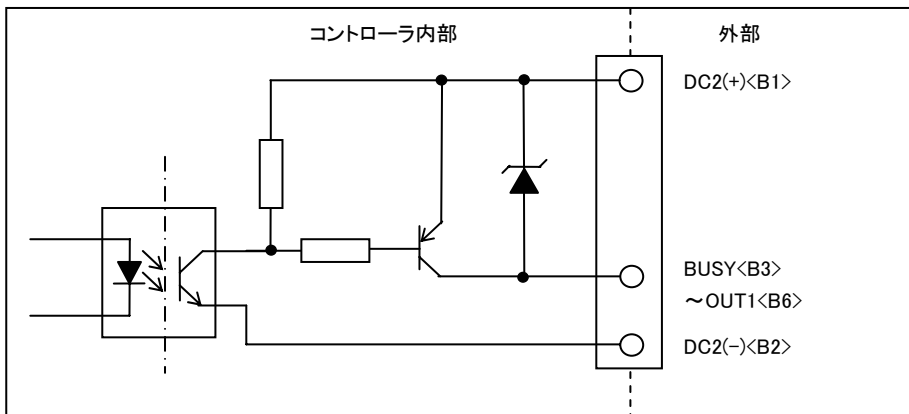 コントローラ内部
外部
DC2(+)<B1>
BUSY<B3>
～OUT1<B6>
DC2(-)<B2>